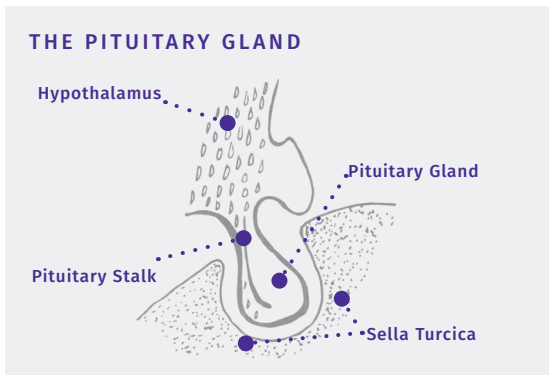 THE PITUITARY GLAND
Hypothalamus
Pituitary Gland
Pituitary Stalk
Sella Turcica